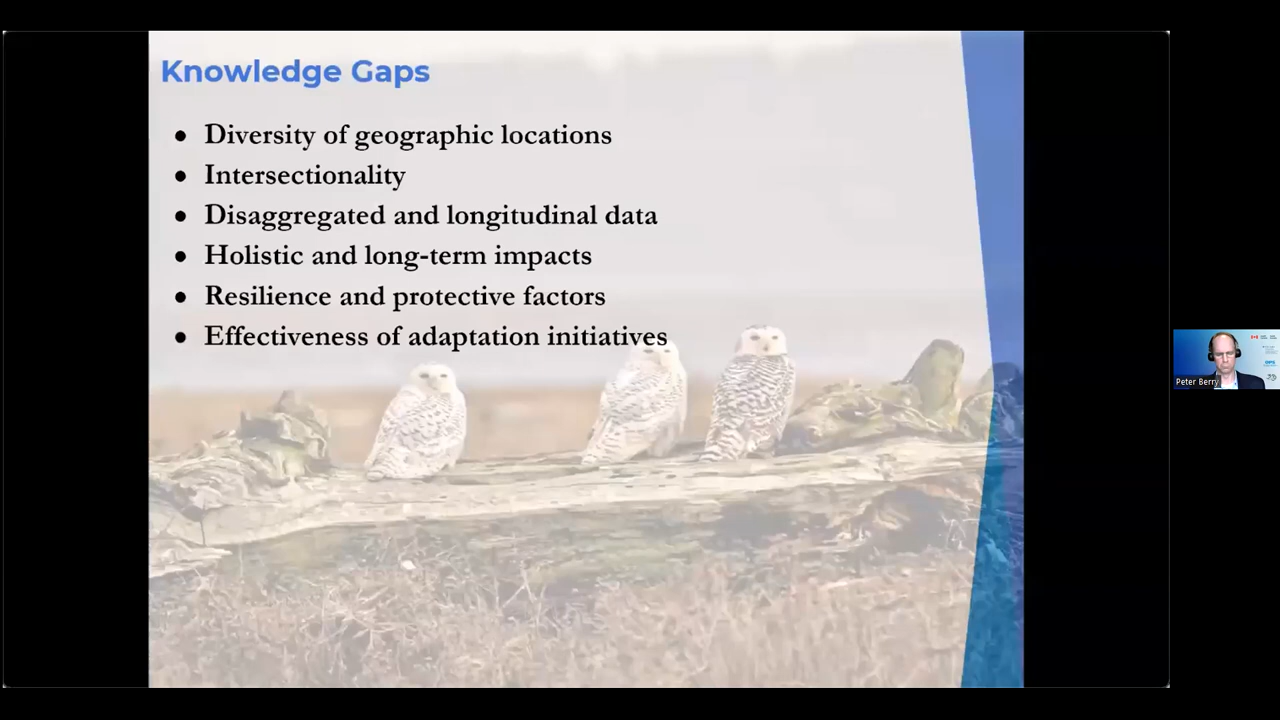 Knowledge Gaps
● Diversity of geographic locations
● Intersectionality
● Disaggregated and longitudinal data
● Holistic and long-term impacts
● Resilience and protective factors
● Effectiveness of adaptation initiatives
Peter Berry